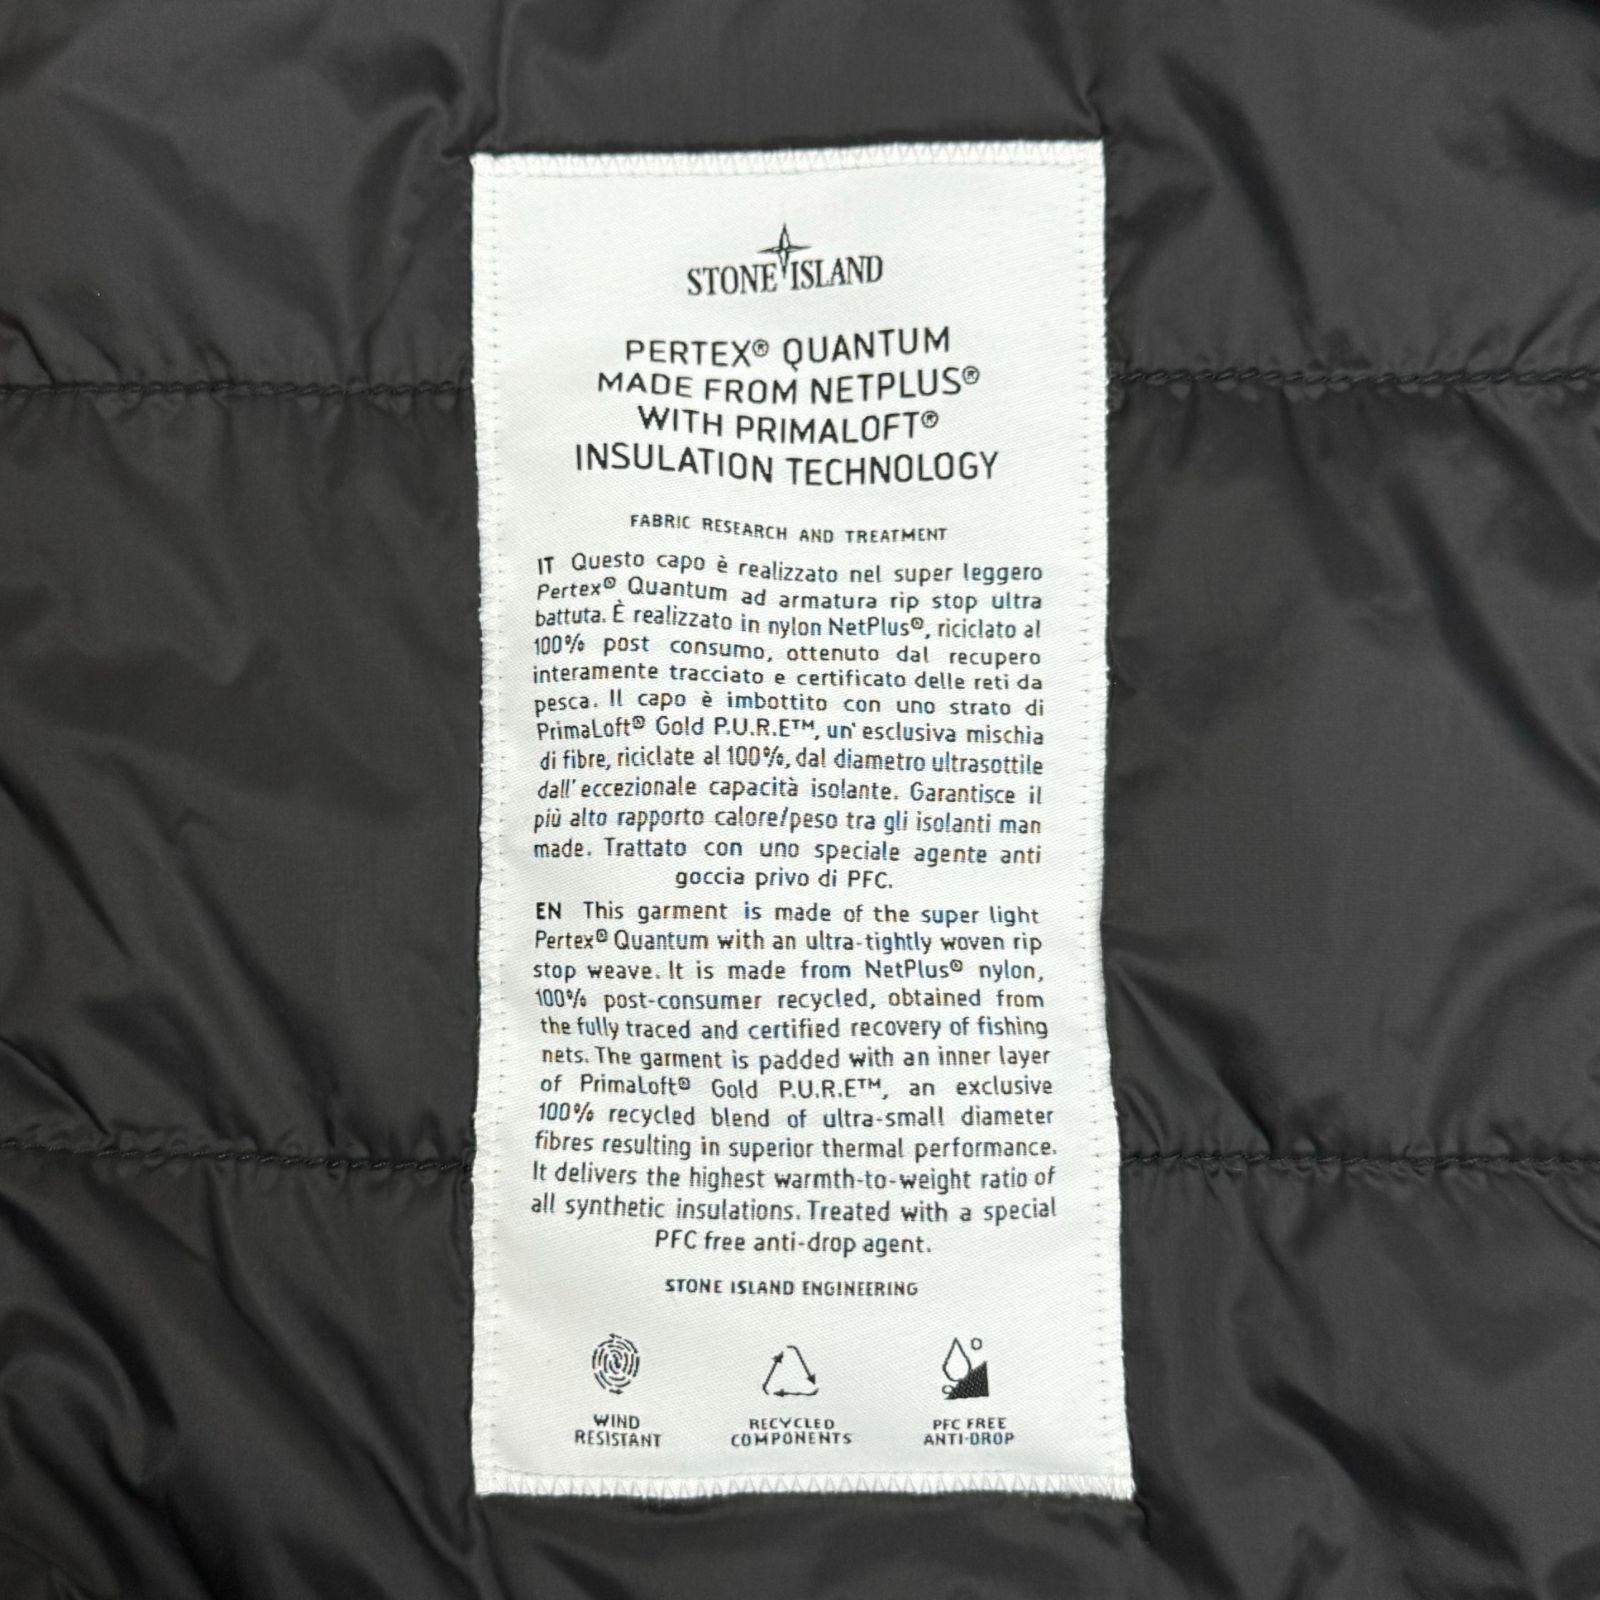 STONE ISLAND
PERTEX® QUANTUM
MADE FROM NETPLUS®
WITH PRIMALOFT®
INSULATION TECHNOLOGY
FABRIC RESEARCH AND TREATMENT
IT Questo capo è realizzato nel super leggero
Pertex® Quantum ad armatura rip stop ultra
battuta. È realizzato in nylon NetPlus®, riciclato al
100% post consumo, ottenuto dal recupero
interamente tracciato e certificato delle reti da
pesca. Il capo è imbottito con uno strato di
PrimaLoft® Gold P.U.R.E™, un' esclusiva mischia
di fibre, riciclate al 100%, dal diametro ultrasottile
dall' eccezionale capacità isolante. Garantisce il
più alto rapporto calore/peso tra gli isolanti man
made. Trattato con uno speciale agente anti
goccia privo di PFC.
EN This garment is made of the super light
Pertex® Quantum with an ultra-tightly woven rip
stop weave. It is made from NetPlus® nylon,
100% post-consumer recycled, obtained from
the fully traced and certified recovery of fishing
nets. The garment is padded with an inner layer
of PrimaLoft® Gold P.U.R.E™, an exclusive
100% recycled blend of ultra-small diameter
fibres resulting in superior thermal performance.
It delivers the highest warmth-to-weight ratio of
all synthetic insulations. Treated with a special
PFC free anti-drop agent.
STONE ISLAND ENGINEERING
WIND
RESISTANT
RECYCLED
COMPONENTS
PFC FREE
ANTI-DROP